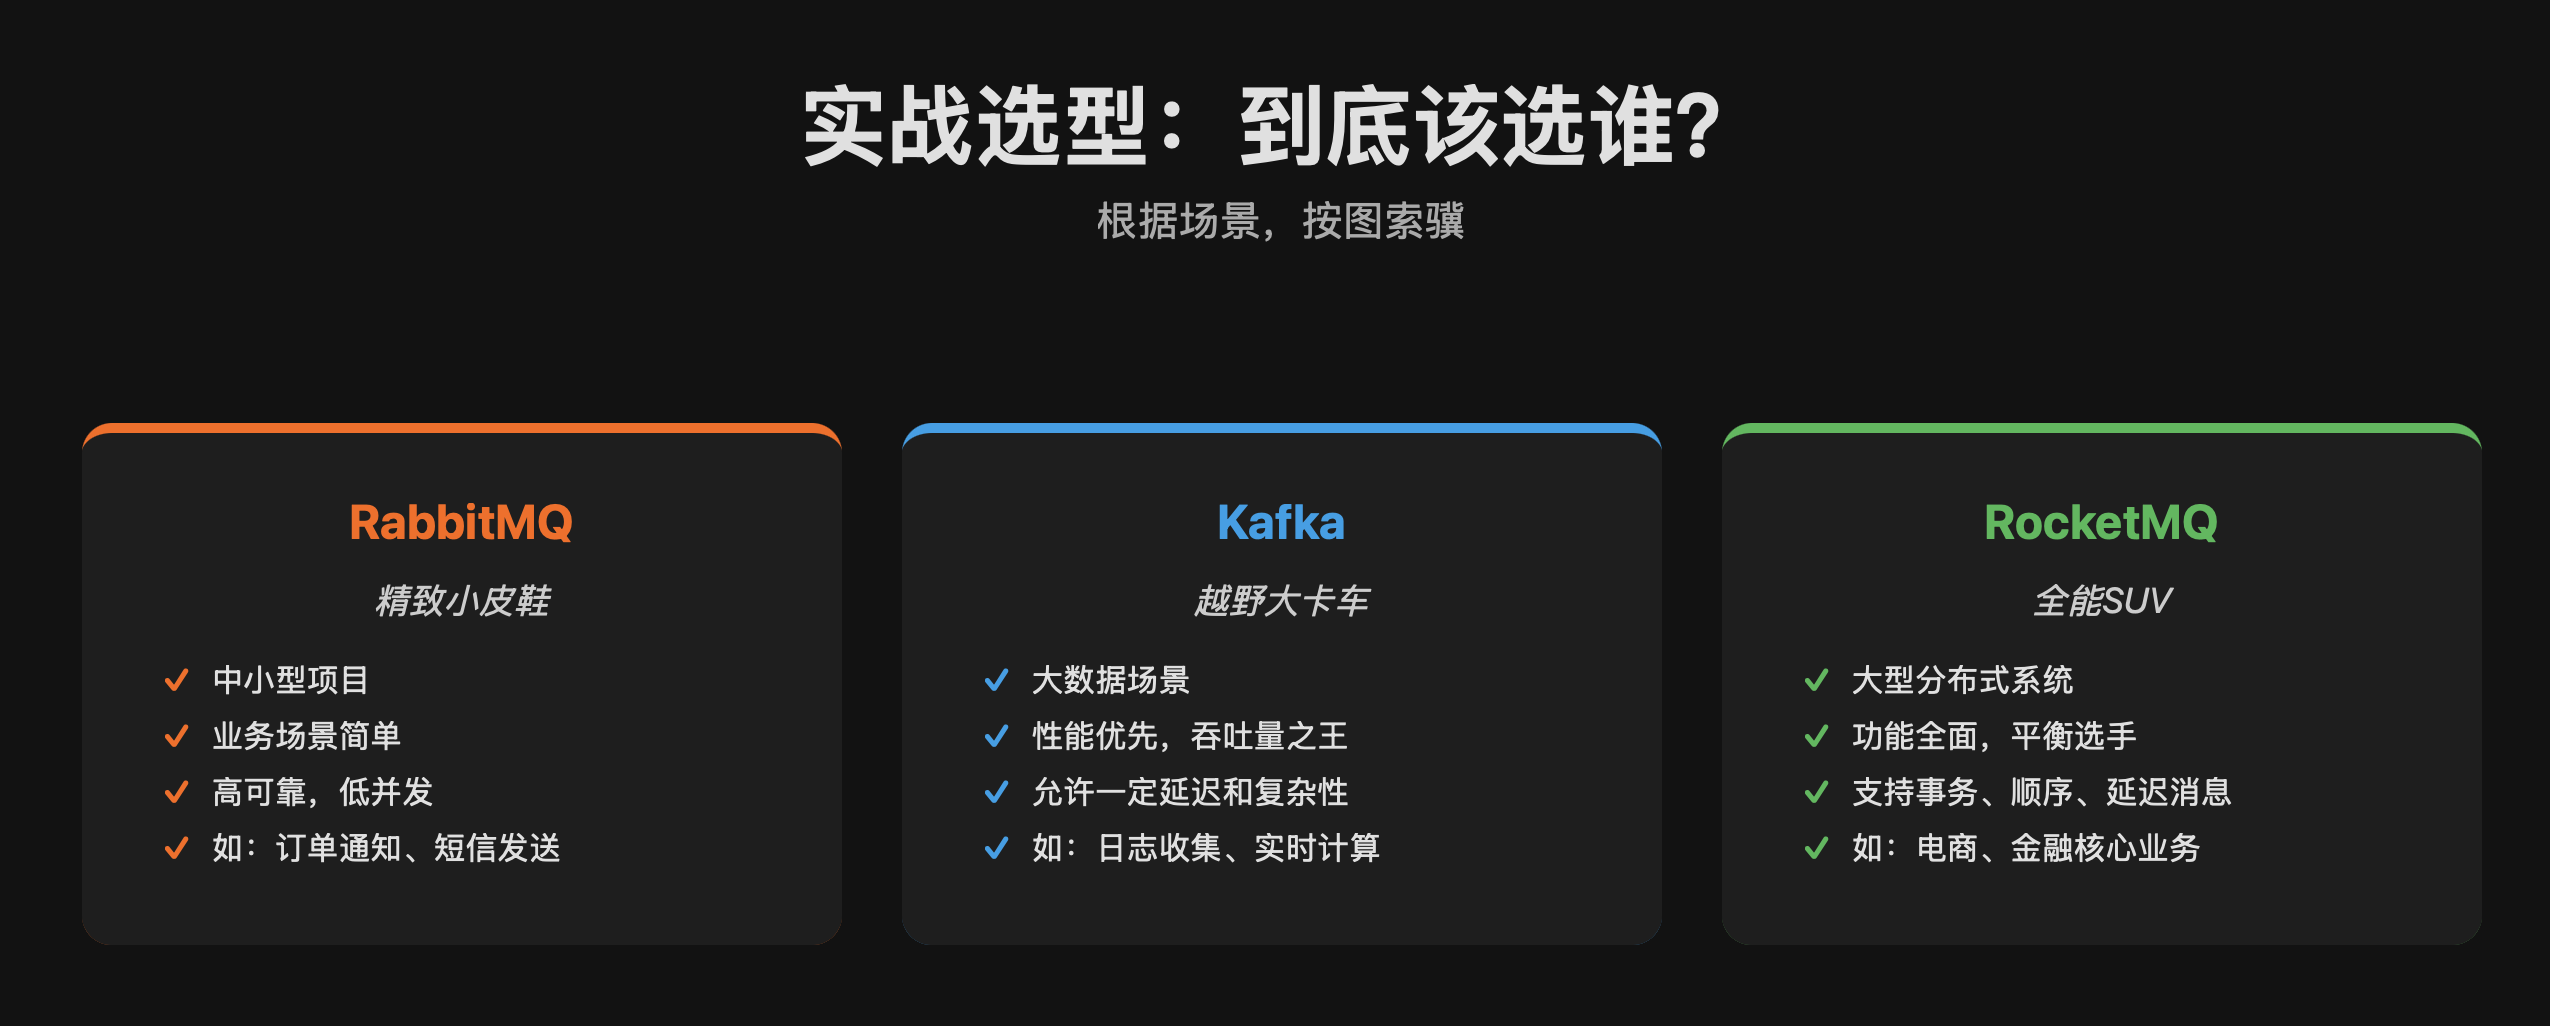 实战选型：到底该选谁?
根据场景，按图索骥
RabbitMQ
精致小皮鞋
中小型项目
业务场景简单
高可靠，低并发
如：订单通知、短信发送
Kafka
越野大卡车
大数据场景
性能优先，吞吐量之王
允许一定延迟和复杂性
如：日志收集、实时计算
RocketMQ
全能SUV
大型分布式系统
功能全面，平衡选手
支持事务、顺序、延迟消息
如：电商、金融核心业务